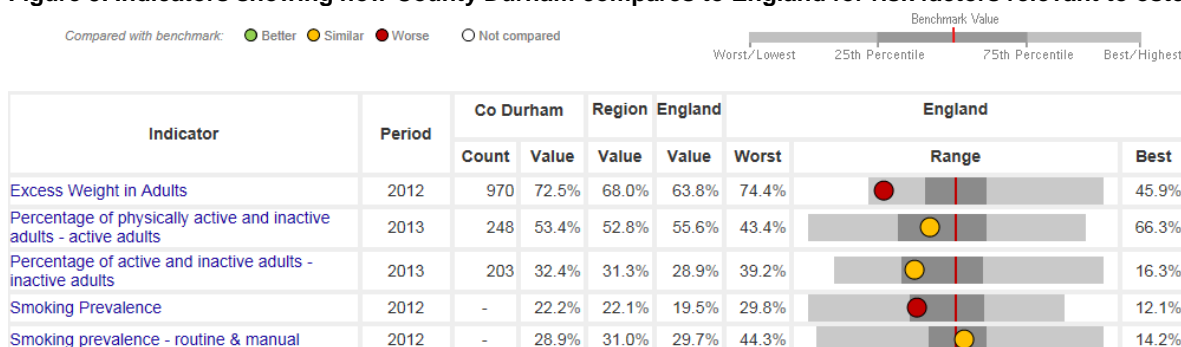 Compared with benchmark: Better Similar Worse Not compared
Benchmark Value
Worst/Lowest 25th Percentile 75th Percentile Best/Highest
Indicator Period Co Durham Region England England
Count Value Value Value Worst Range Best
Excess Weight in Adults 2012 970 72.5% 68.0% 63.8% 74.4% 45.9%
Percentage of physically active and inactive
adults - active adults 2013 248 53.4% 52.8% 55.6% 43.4% 66.3%
Percentage of active and inactive adults -
inactive adults 2013 203 32.4% 31.3% 28.9% 39.2% 16.3%
Smoking Prevalence 2012 - 22.2% 22.1% 19.5% 29.8% 12.1%
Smoking prevalence - routine & manual 2012 - 28.9% 31.0% 29.7% 44.3% 14.2%